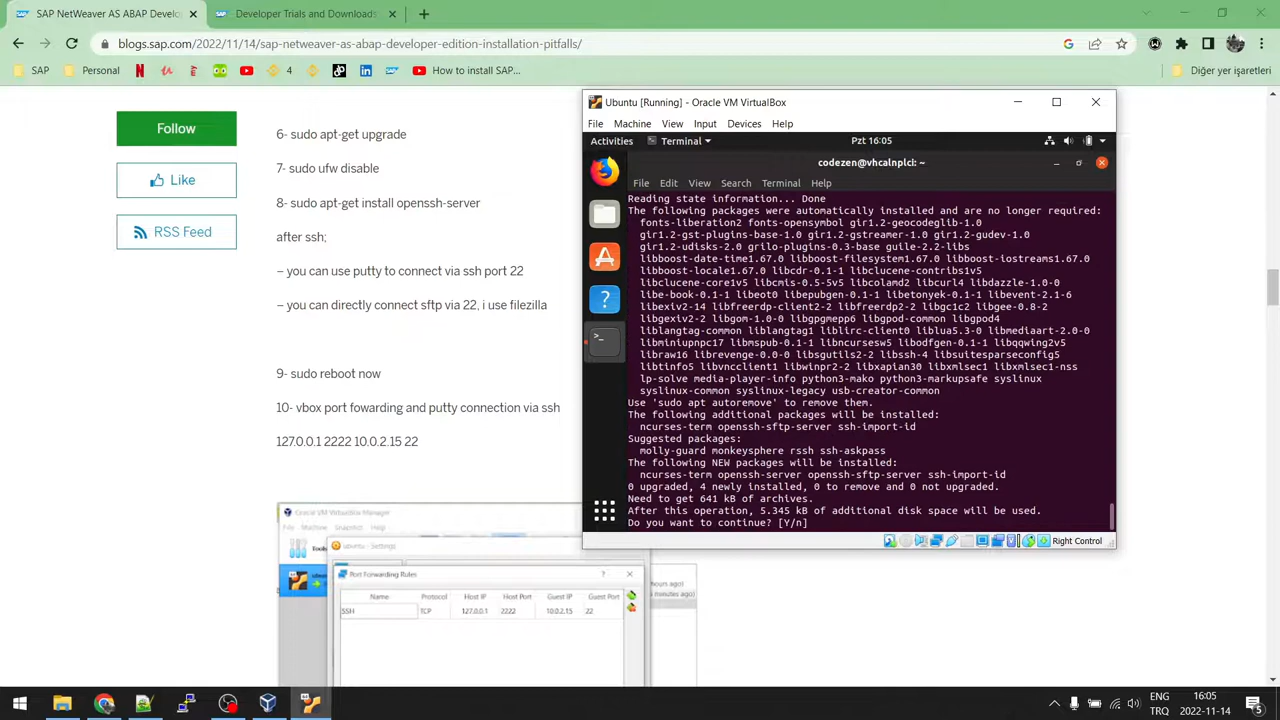 SAP NetWeaver AS ABAP Develo
Developer Trials and Downloads
blogs.sap.com/2022/11/14/sap-netweaver-as-abap-developer-edition-installation-pitfalls/
SAP
Personal
9
4
How to install SAP...
Diğer yer işaretleri
Follow
Like
RSS Feed
6- sudo apt-get upgrade
7- sudo ufw disable
8- sudo apt-get install openssh-server
after ssh;
– you can use putty to connect via ssh port 22
– you can directly connect sftp via 22, i use filezilla
9- sudo reboot now
10- vbox port fowarding and putty connection via ssh
127.0.0.1 2222 10.0.2.15 22
Oracle VM VirtualBox Manager
File Machine Snapshot Help
Tools
ubuntu - Settings
Port Forwarding Rules
Name Protocol Host IP Host Port Guest IP Guest Port
SSH TCP 127.0.0.1 2222 10.0.2.15 22
hours ago)
minutes ago)
Ubuntu [Running] - Oracle VM VirtualBox
File Machine View Input Devices Help
Activities Terminal Pzt 16:05
codezen@vhcalnplci: ~
File Edit View Search Terminal Help
Reading state information... Done
The following packages were automatically installed and are no longer required:
fonts-liberation2 fonts-opensymbol gir1.2-geocodeglib-1.0
gir1.2-gst-plugins-base-1.0 gir1.2-gstreamer-1.0 gir1.2-gudev-1.0
gir1.2-udisks-2.0 grilo-plugins-0.3-base guile-2.2-libs
libboost-date-time1.67.0 libboost-filesystem1.67.0 libboost-iostreams1.67.0
libboost-locale1.67.0 libcdr-0.1-1 libclucene-contribs1v5
libclucene-core1v5 libcmis-0.5-5v5 libcolamd2 libcurl4 libdazzle-1.0-0
libe-book-0.1-1 libeot0 libepubgen-0.1-1 libetonyek-0.1-1 libevent-2.1-6
libexiv2-14 libfreerdp-client2-2 libfreerdp2-2 libgc1c2 libgee-0.8-2
libgexiv2-2 libgom-1.0-0 libgpgmepp6 libgpod-common libgpod4
liblangtag-common liblangtag1 liblirc-client0 liblua5.3-0 libmediaart-2.0-0
libminiupnpc17 libmspub-0.1-1 libncursesw5 libodfgen-0.1-1 libqqwing2v5
libraw16 librevenge-0.0-0 libsgutils2-2 libssh-4 libsuitesparseconfig5
libtinfo5 libvncclient1 libwinpr2-2 libxapian30 libxmlsec1 libxmlsec1-nss
lp-solve media-player-info python3-mako python3-markupsafe syslinux
syslinux-common syslinux-legacy usb-creator-common
Use 'sudo apt autoremove' to remove them.
The following additional packages will be installed:
ncurses-term openssh-sftp-server ssh-import-id
Suggested packages:
molly-guard monkeysphere rssh ssh-askpass
The following NEW packages will be installed:
ncurses-term openssh-server openssh-sftp-server ssh-import-id
0 upgraded, 4 newly installed, 0 to remove and 0 not upgraded.
Need to get 641 kB of archives.
After this operation, 5.345 kB of additional disk space will be used.
Do you want to continue? [Y/n]
Right Control
ENG
TRQ
16:05
2022-11-14
5